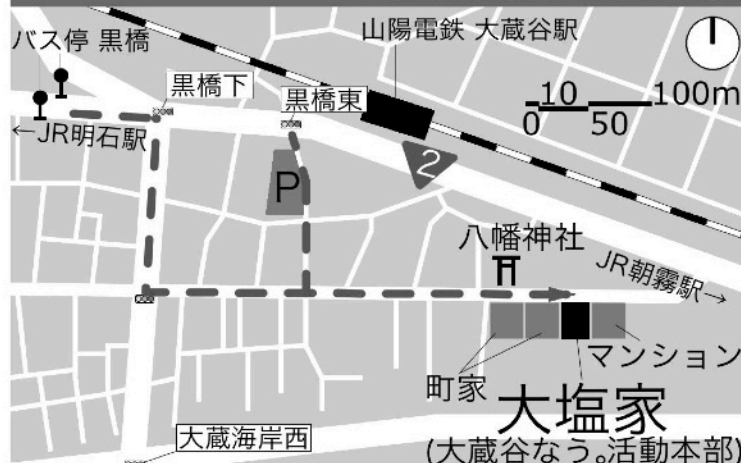 バス停 黒橋
山陽電鉄 大蔵谷駅
黒橋下
黒橋東
10 100m
0 50
←JR明石駅
2
P
八幡神社
JR朝霧駅→
マンション
町家
大塩家
(大蔵谷なう。活動本部)
大蔵海岸西